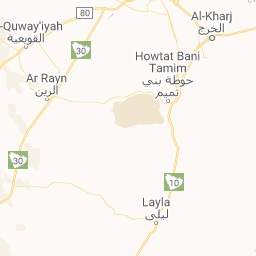 Al-Kharj
الخرج
-Quway'iyah
القويعية
80
30
Howtat Bani
Tamim
حوطة بني
تميم
Ar Rayn
الرين
30
10
Layla
ليلى